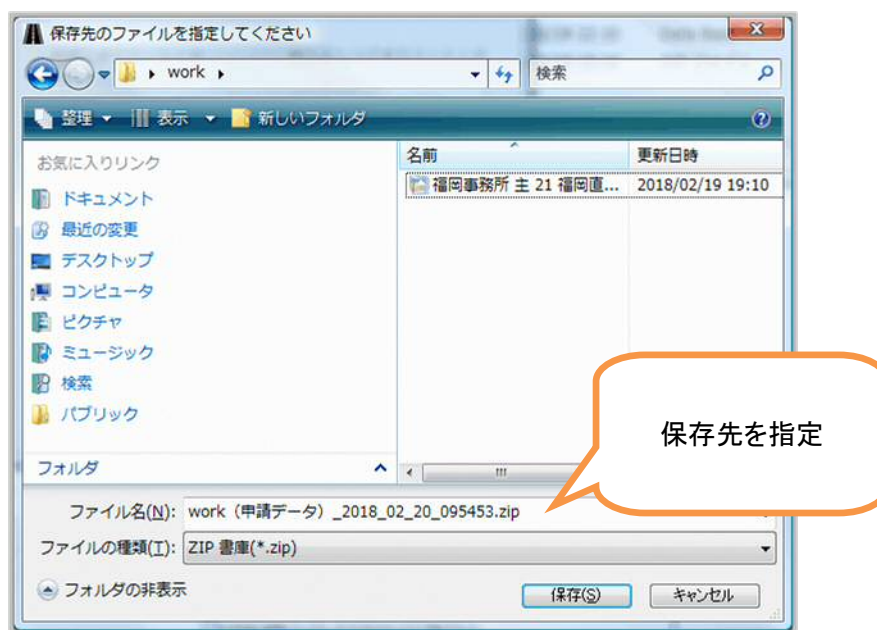 保存先のファイルを指定してください
work
検索
整理 表示 新しいフォルダ
お気に入りリンク
ドキュメント
最近の変更
デスクトップ
コンピュータ
ピクチャ
ミュージック
検索
パブリック
フォルダ
名前 更新日時
福岡事務所 主 21 福岡直... 2018/02/19 19:10
保存先を指定
ファイル名(N): work（申請データ）_2018_02_20_095453.zip
ファイルの種類(T): ZIP 書庫(*.zip)
フォルダの非表示
保存(S) キャンセル